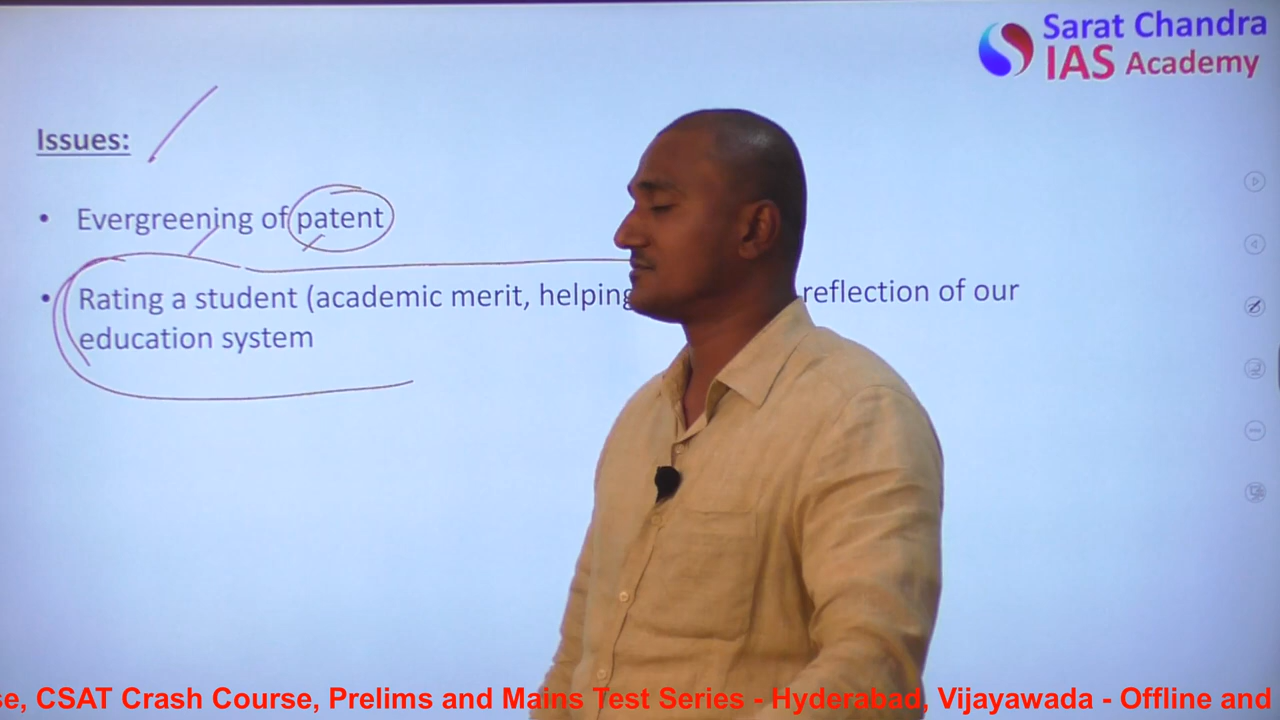 Sarat Chandra
IAS Academy
Issues:
• Evergreening of patent
• Rating a student (academic merit, helping reflection of our
education system
se, CSAT Crash Course, Prelims and Mains Test Series - Hyderabad, Vijayawada - Offline and